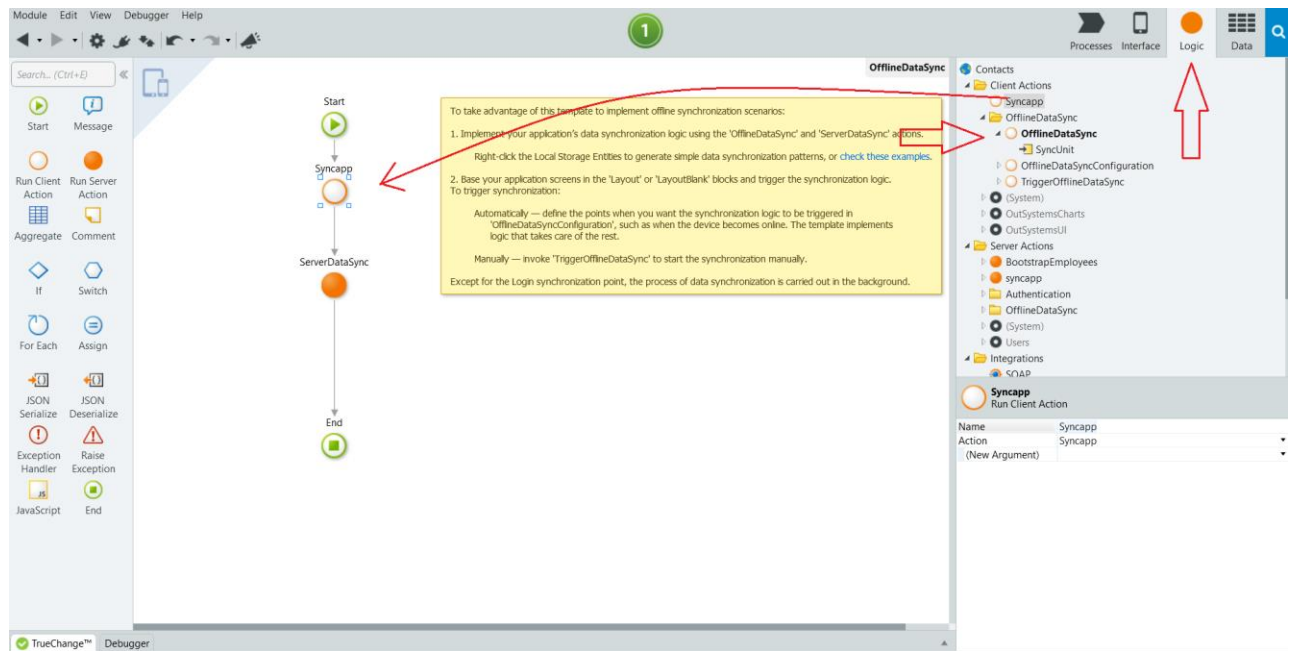 Module Edit View Debugger Help
1
Processes Interface Logic Data
Search... (Ctrl+E)
Start Message
Run Client Action Run Server Action
Aggregate Comment
If Switch
For Each Assign
JSON Serialize JSON Deserialize
Exception Handler Raise Exception
JS
JavaScript End
OfflineDataSync
Start
Syncapp
ServerDataSync
End
To take advantage of this template to implement offline synchronization scenarios:
1. Implement your application's data synchronization logic using the 'OfflineDataSync' and 'ServerDataSync' actions.
Right-click the Local Storage Entities to generate simple data synchronization patterns, or check these examples.
2. Base your application screens in the 'Layout' or 'LayoutBlank' blocks and trigger the synchronization logic.
To trigger synchronization:
Automatically — define the points when you want the synchronization logic to be triggered in
'OfflineDataSyncConfiguration', such as when the device becomes online. The template implements
logic that takes care of the rest.
Manually — invoke 'TriggerOfflineDataSync' to start the synchronization manually.
Except for the Login synchronization point, the process of data synchronization is carried out in the background.
Contacts
Client Actions
Syncapp
OfflineDataSync
OfflineDataSync
SyncUnit
OfflineDataSyncConfiguration
TriggerOfflineDataSync
(System)
OutSystemsCharts
OutSystemsUI
Server Actions
BootstrapEmployees
syncapp
Authentication
OfflineDataSync
(System)
Users
Integrations
SOAP
Syncapp
Run Client Action
Name Syncapp
Action Syncapp
(New Argument)
TrueChange™ Debugger